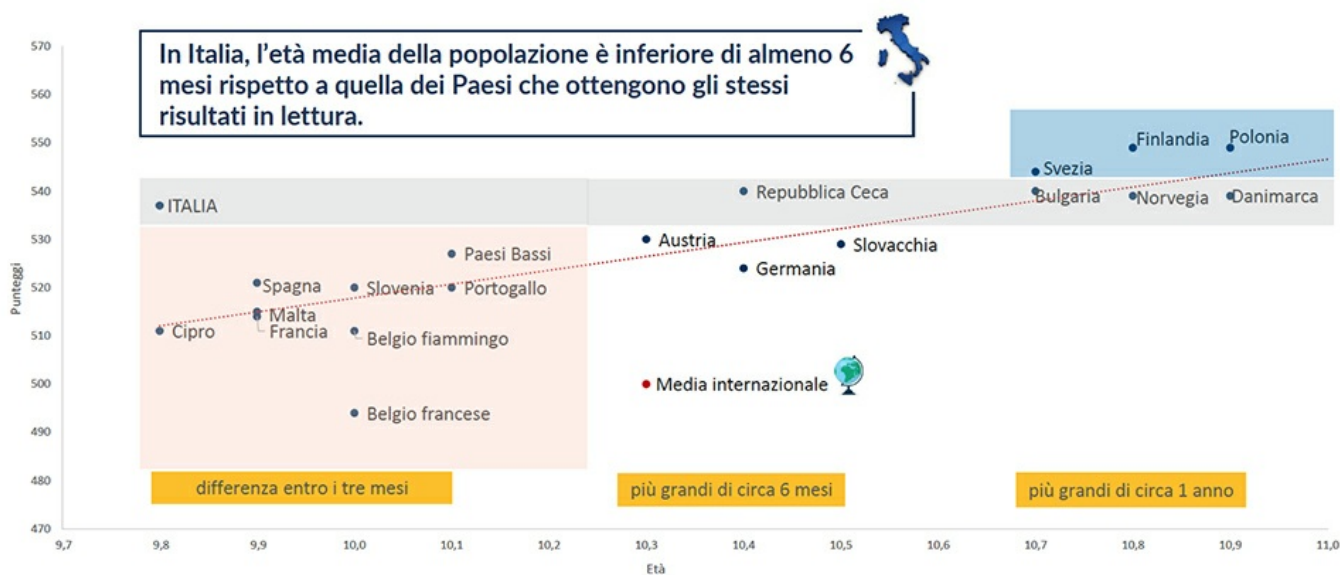 In Italia, l’età media della popolazione è inferiore di almeno 6
mesi rispetto a quella dei Paesi che ottengono gli stessi
risultati in lettura.
570
560
550
540
530
520
510
500
490
480
470
Punteggi
Finlandia
Polonia
Svezia
ITALIA
Repubblica Ceca
Bulgaria
Norvegia
Danimarca
Austria
Slovacchia
Paesi Bassi
Germania
Spagna
Slovenia
Portogallo
Malta
Cipro
Francia
Belgio fiammingo
Media internazionale
Belgio francese
differenza entro i tre mesi
più grandi di circa 6 mesi
più grandi di circa 1 anno
9,7
9,8
9,9
10,0
10,1
10,2
10,3
10,4
10,5
10,6
10,7
10,8
10,9
11,0
Età